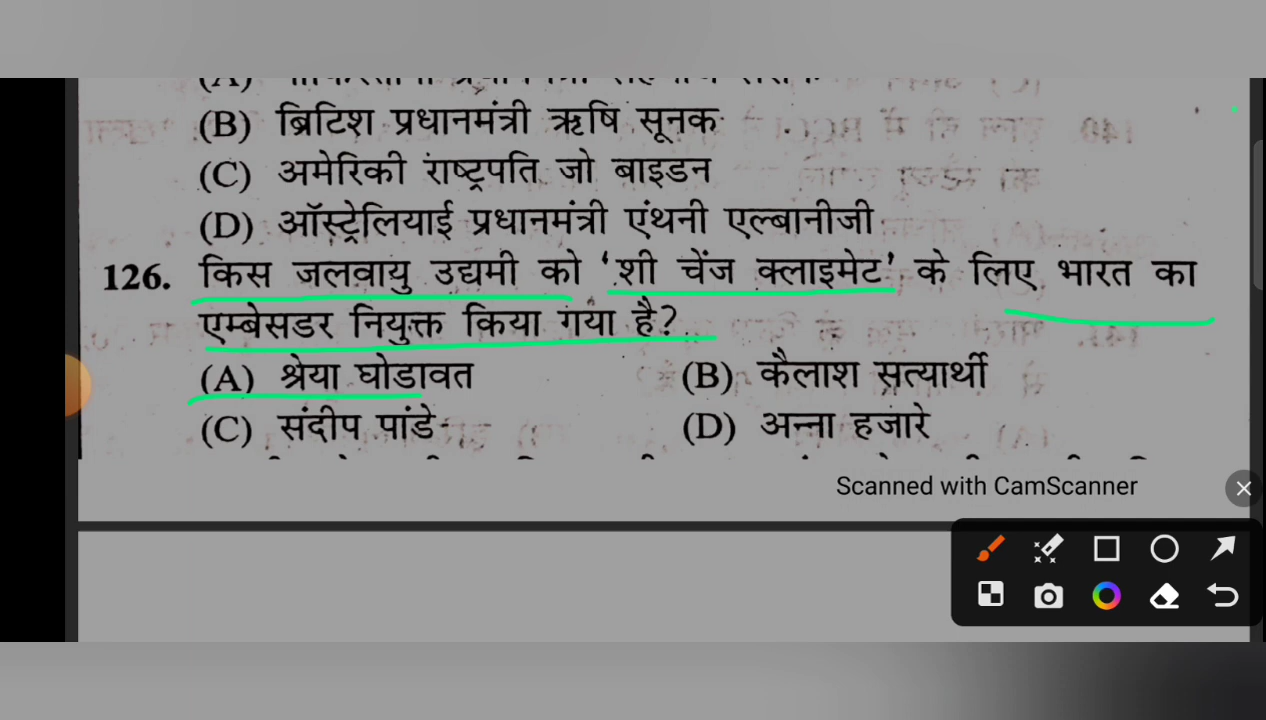 (B) ब्रिटिश प्रधानमंत्री ऋषि सूनक
(C) अमेरिकी राष्ट्रपति जो बाइडन
(D) ऑस्ट्रेलियाई प्रधानमंत्री एंथनी एल्बानीजी
126. किस जलवायु उद्यमी को 'शी चेंज क्लाइमेट' के लिए भारत का
एम्बेसडर नियुक्त किया गया है?
(A) श्रेया घोडावत (B) कैलाश सत्यार्थी
(C) संदीप पांडे (D) अन्ना हजारे
Scanned with CamScanner